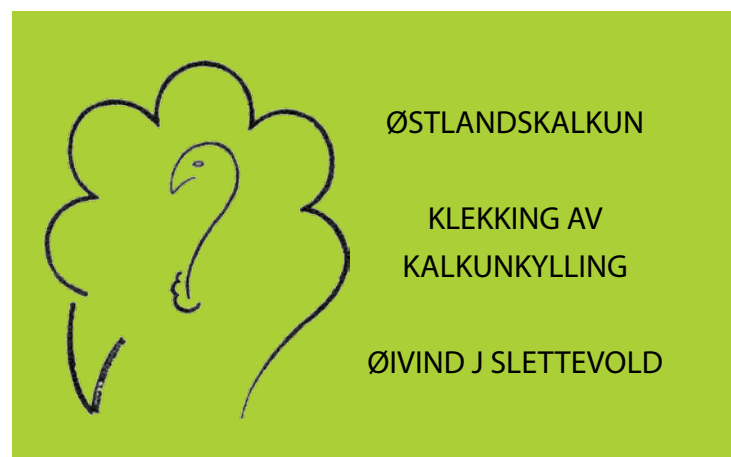 ØSTLANDSKALKUN
KLEKKING AV
KALKUNKYLLING
ØIVIND J SLETTEVOLD